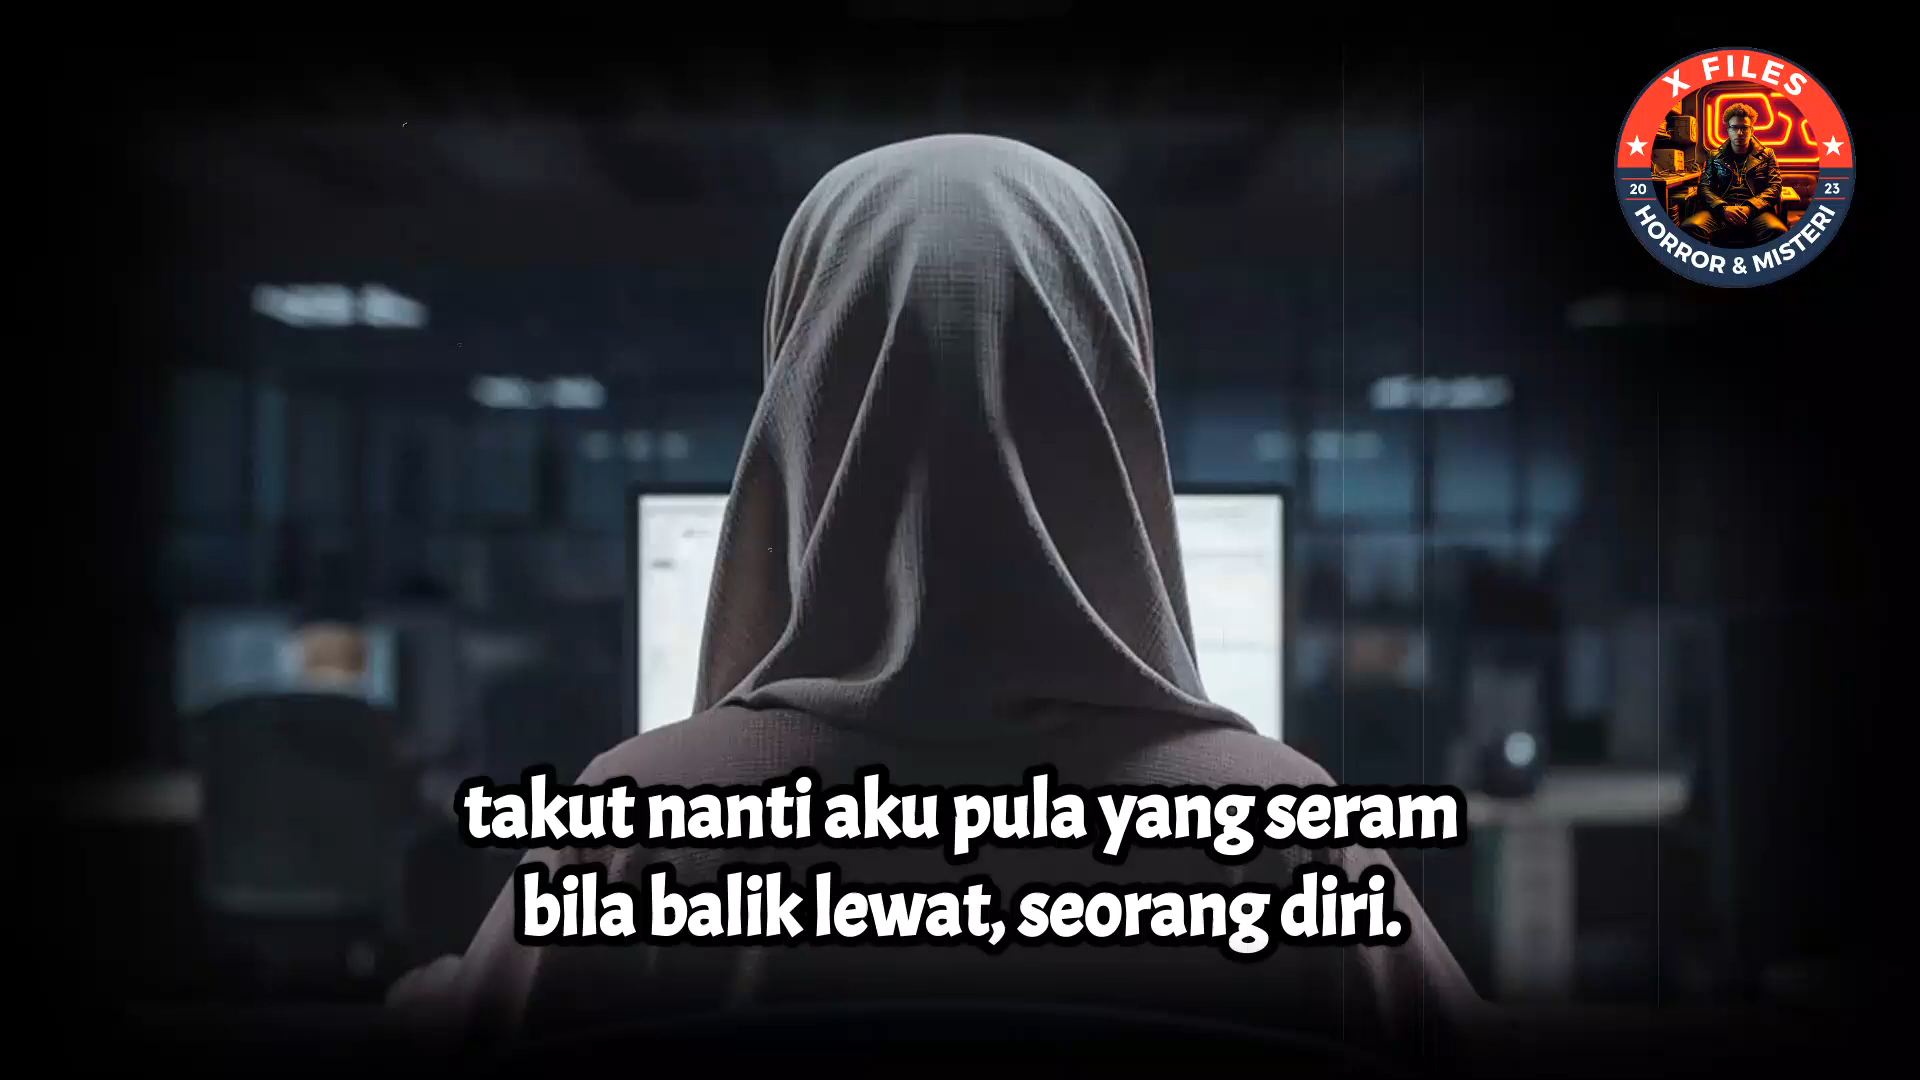 X FILES
20 23
HORROR & MISTERI
takut nanti aku pula yang seram
bila balik lewat, seorang diri.